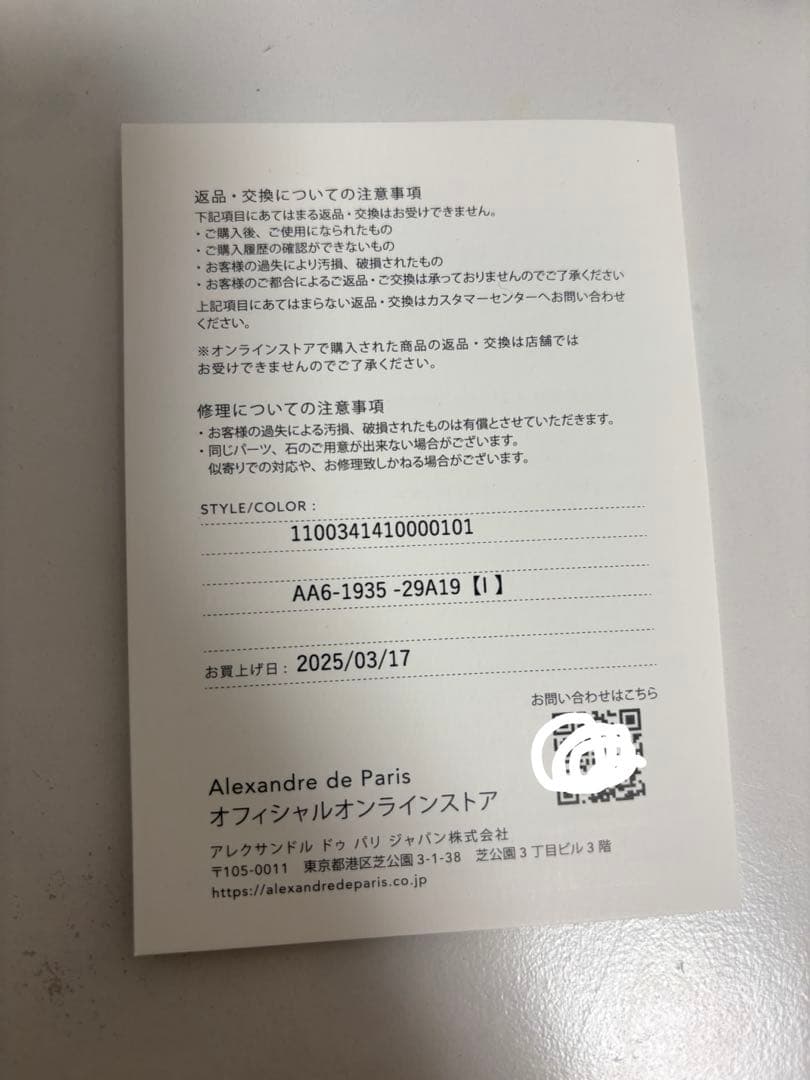 返品・交換についての注意事項
下記項目にあてはまる返品・交換はお受けできません。
・ご購入後、ご使用になられたもの
・ご購入履歴の確認ができないもの
・お客様の過失により汚損、破損されたもの
・お客様のご都合によるご返品・ご交換は承っておりませんのでご了承ください
上記項目にあてはまらない返品・交換はカスタマーセンターへお問い合わせ
ください。
※オンラインストアで購入された商品の返品・交換は店舗では
お受けできませんのでご了承ください。
修理についての注意事項
・お客様の過失による汚損、破損されたものは有償とさせていただきます。
・同じパーツ、石のご用意が出来ない場合がございます。
似寄りでの対応や、お修理致しかねる場合がございます。
STYLE/COLOR :
1100341410000101
AA6-1935 -29A19【I 】
お買上げ日 : 2025/03/17
お問い合わせはこちら
Alexandre de Paris
オフィシャルオンラインストア
アレクサンドル ドゥ パリ ジャパン株式会社
〒105-0011 東京都港区芝公園 3-1-38 芝公園 3 丁目ビル 3 階
https://alexandredeparis.co.jp